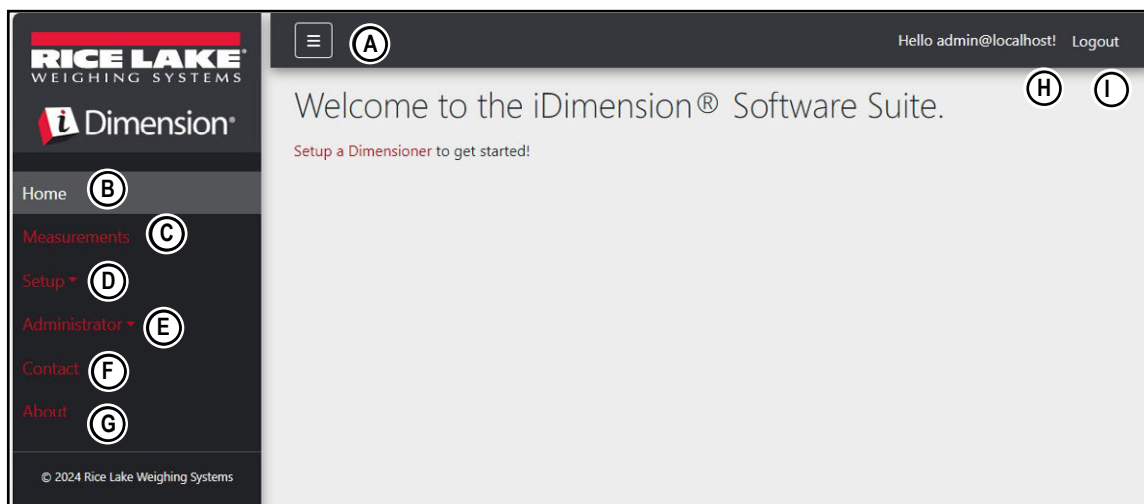 RICE LAKE®
WEIGHING SYSTEMS
i Dimension®
Home B
Measurements C
Setup D
Administrator E
Contact F
About G
© 2024 Rice Lake Weighing Systems
☰ A
Hello admin@localhost! Logout
H I
Welcome to the iDimension® Software Suite.
Setup a Dimensioner to get started!